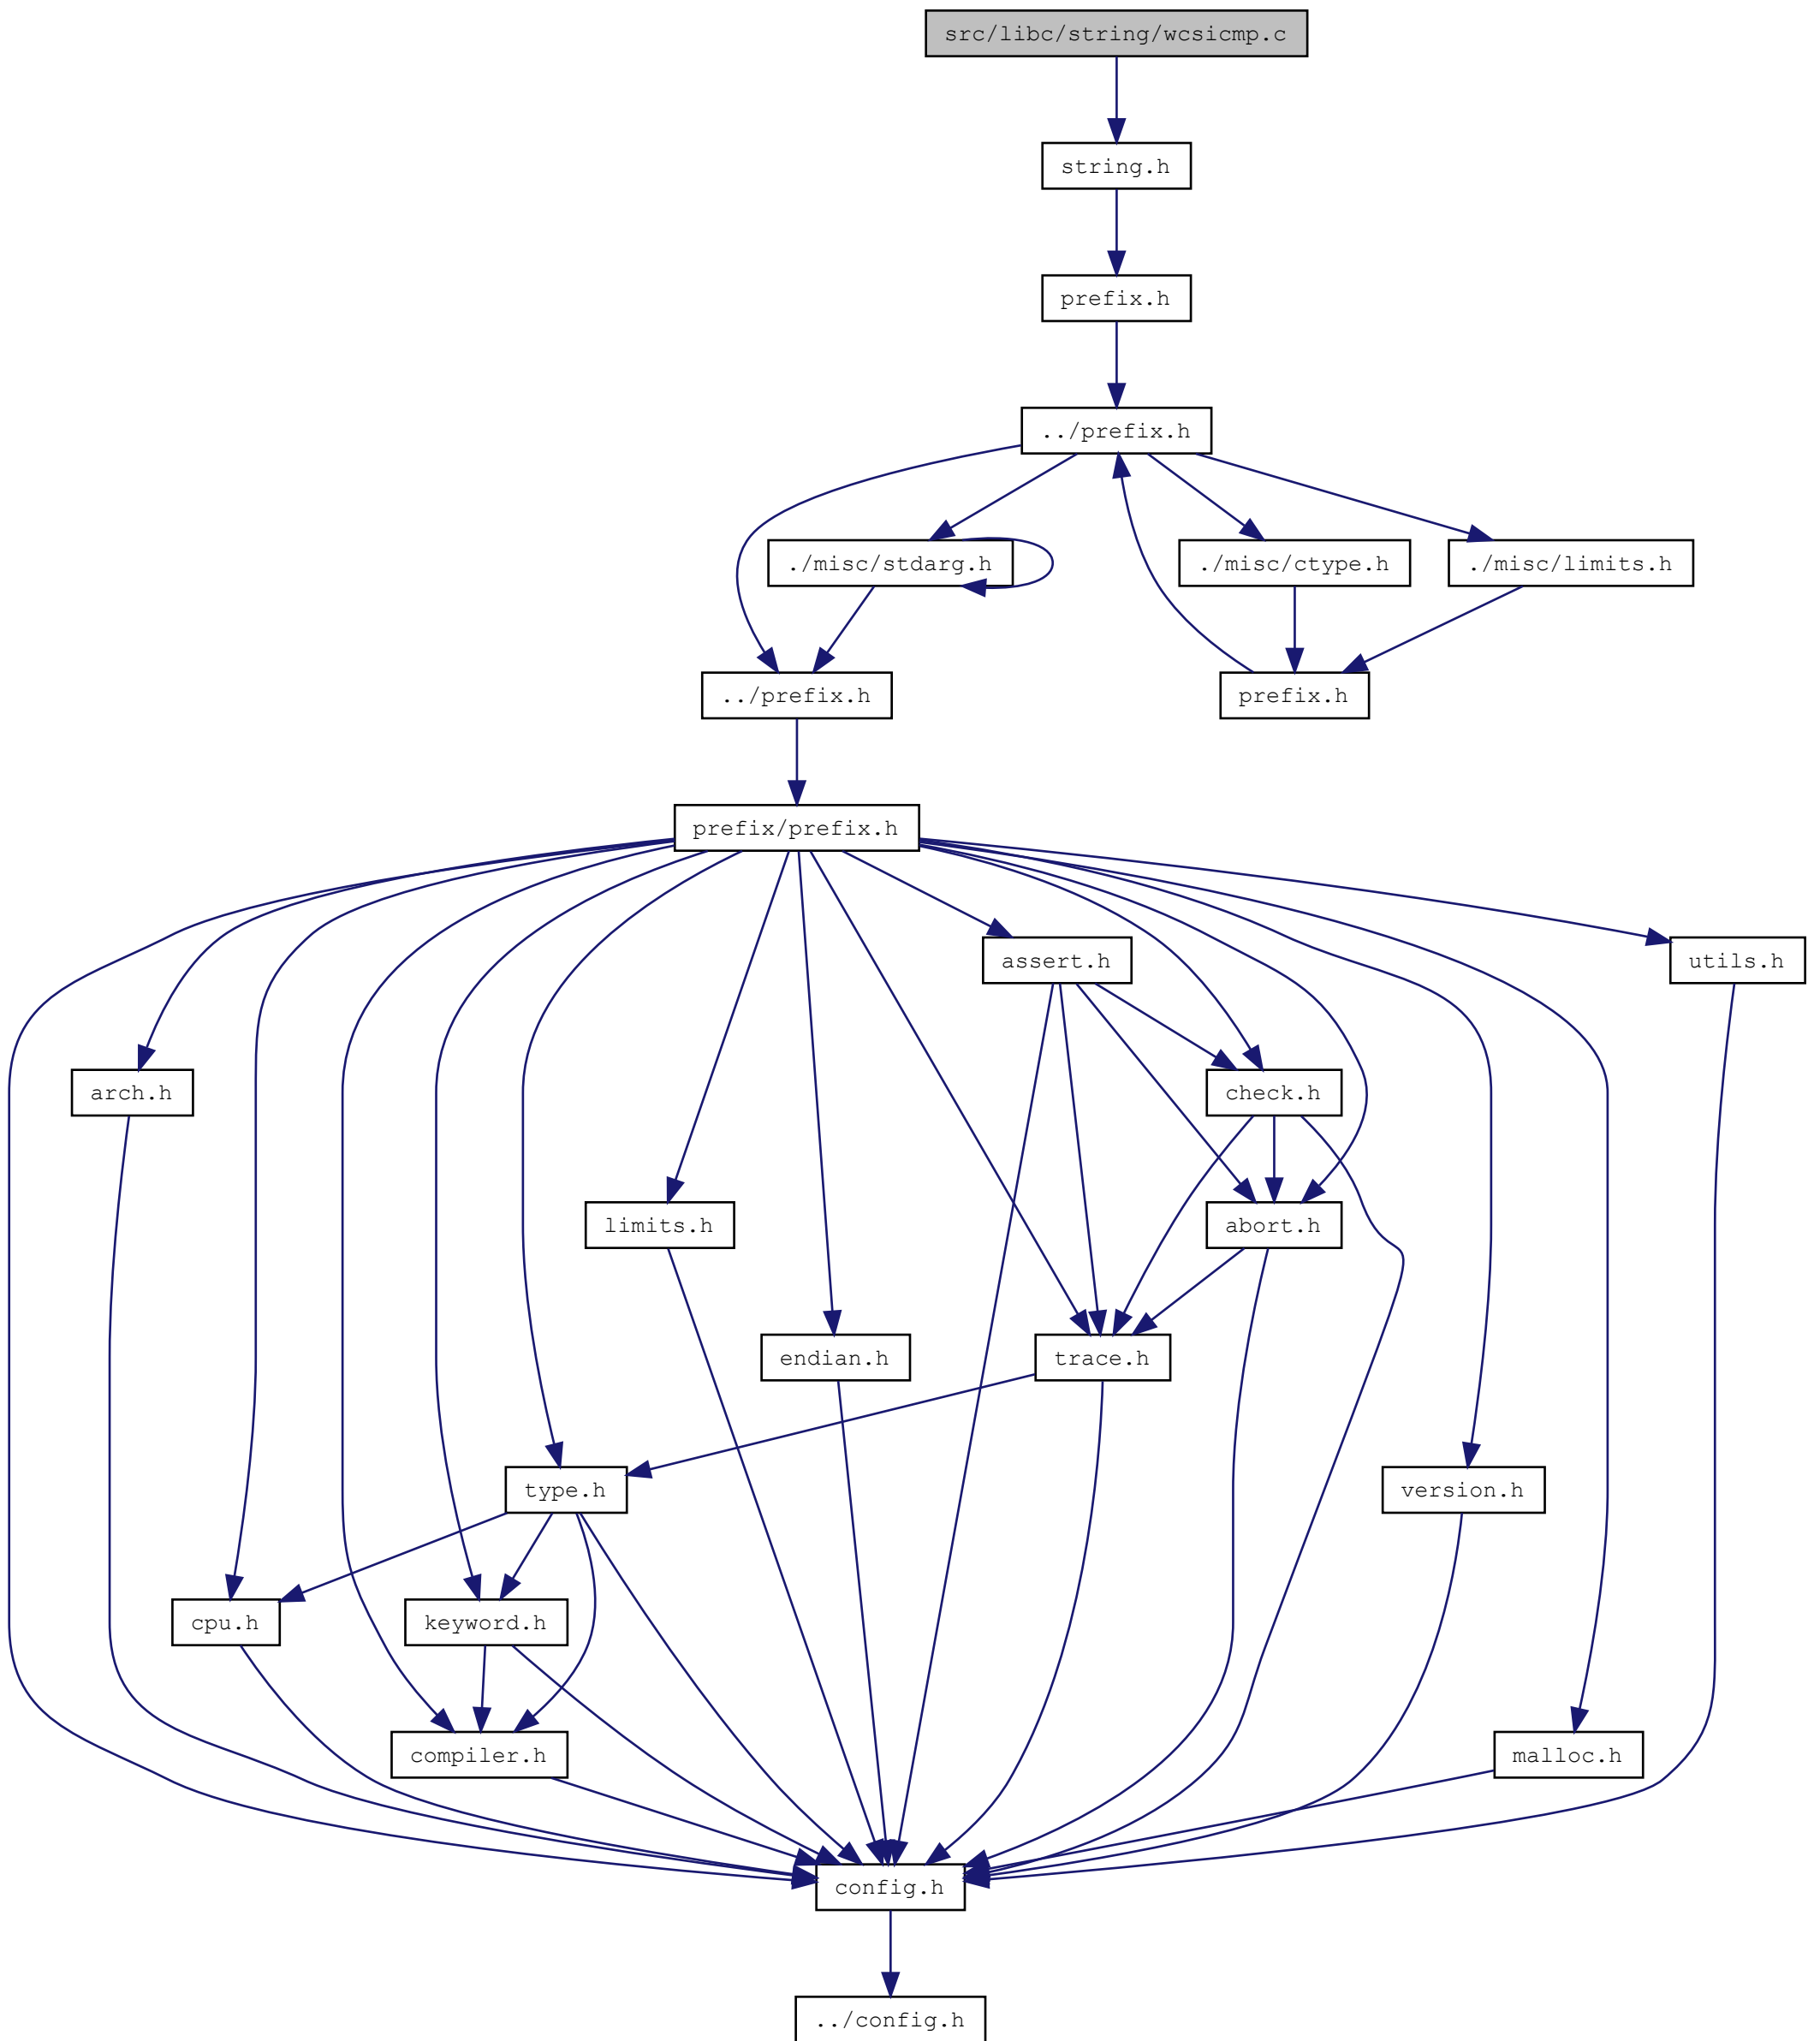 src/libc/string/wcsicmp.c
string.h
prefix.h
../prefix.h
./misc/stdarg.h
./misc/ctype.h
./misc/limits.h
../prefix.h
prefix.h
prefix/prefix.h
assert.h
utils.h
arch.h
check.h
limits.h
abort.h
endian.h
trace.h
type.h
version.h
cpu.h
keyword.h
compiler.h
malloc.h
config.h
../config.h